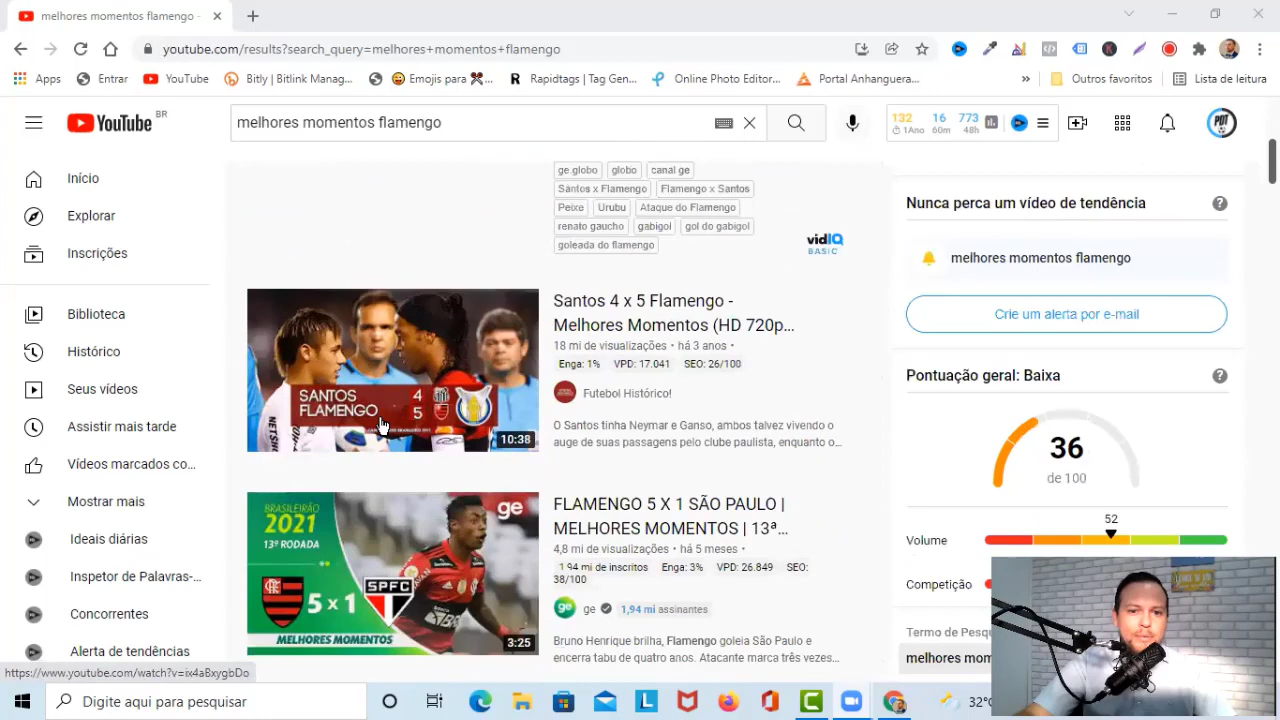 melhores momentos flamengo -
youtube.com/results?search_query=melhores+momentos+flamengo
Apps
Entrar
YouTube
Bitly | Bitlink Manag...
Emojis para
Rapidtags | Tag Gen...
Online Photo Editor...
Portal Anhanguera...
»
Outros favoritos
Lista de leitura
YouTube BR
melhores momentos flamengo
132 16 773
1Ano 60m 48h
PDT
Início
Explorar
Inscrições
Biblioteca
Histórico
Seus vídeos
Assistir mais tarde
Vídeos marcados co...
Mostrar mais
Ideais diárias
Inspetor de Palavras-...
Concorrentes
Alerta de tendências
ge.globo globo canal ge
Santos x Flamengo Flamengo x Santos
Peixe Urubu Ataque do Flamengo
renato gaucho gabigol gol do gabigol
goleada do flamengo
vidIQ
BASIC
SANTOS 4
FLAMENGO 5
10:38
Santos 4 x 5 Flamengo -
Melhores Momentos (HD 720p...
18 mi de visualizações • há 3 anos •
Enga: 1% VPD: 17.041 SEO: 26/100
Futebol Histórico!
O Santos tinha Neymar e Ganso, ambos talvez vivendo o
auge de suas passagens pelo clube paulista, enquanto o...
BRASILEIRÃO
2021
13ª RODADA
ge
5 x 1
SPFC
MELHORES MOMENTOS
3:25
FLAMENGO 5 X 1 SÃO PAULO |
MELHORES MOMENTOS | 13ª...
4,8 mi de visualizações • há 5 meses •
1.94 mi de inscritos Enga: 3% VPD: 26.849 SEO:
38/100
ge ge 1,94 mi assinantes
Bruno Henrique brilha, Flamengo goleia São Paulo e
encerra tabu de quatro anos. Atacante marca três vezes...
Nunca perca um vídeo de tendência ?
melhores momentos flamengo
Crie um alerta por e-mail
Pontuação geral: Baixa ?
36
de 100
52
Volume
Competição
Termo de Pesq
melhores mom
https://www.youtube.com/watch?v=ix4aBxygbDo
Digite aqui para pesquisar
32°